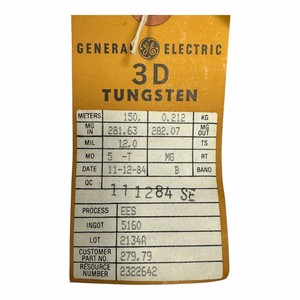 GENERAL GE ELECTRIC
3D
TUNGSTEN
METERS 150. 0.212 KG
MG IN 281.63 282.07 MG OUT
MIL 12.0 TS
MO 5 -T MG RT
DATE 11-12-84 B BAND
QC 111284 SE
PROCESS EES
INGOT 5160
LOT 2134A
CUSTOMER PART NO. 279.79
RESOURCE NUMBER 2322642